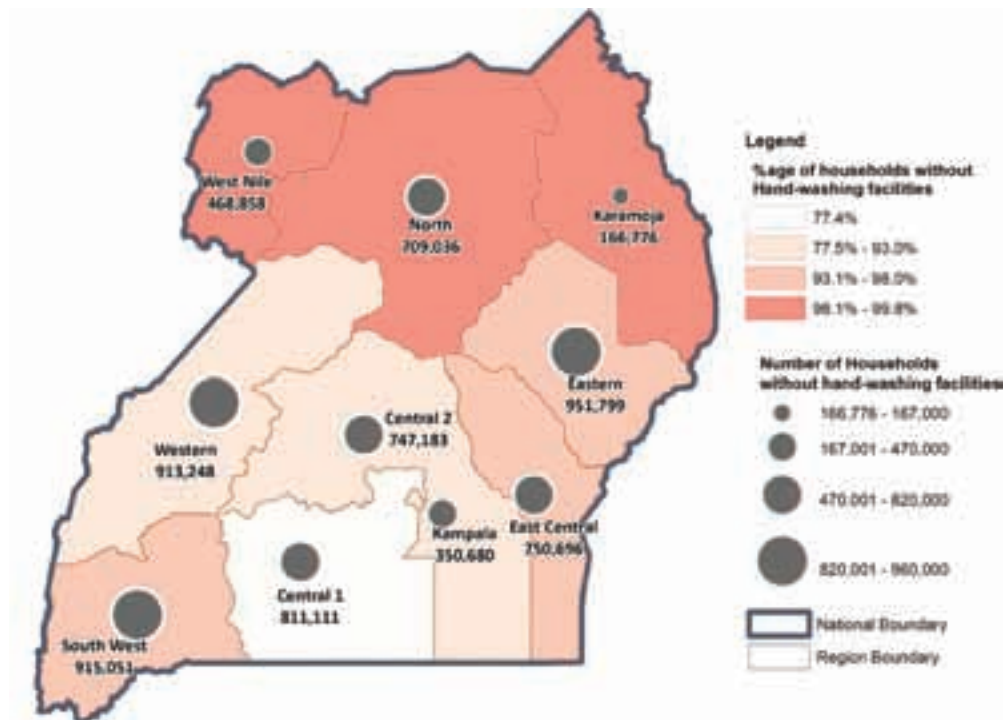 West Nile
468,858
North
709,036
Karamoja
166,776
Eastern
951,799
Central 2
747,183
Western
913,248
Kampala
350,680
East Central
750,696
Central 1
811,111
South West
915,051
Legend
%age of households without
Hand-washing facilities
77.4%
77.5% - 93.0%
93.1% - 98.0%
98.1% - 99.8%
Number of Households
without hand-washing facilities
166,776 - 167,000
167,001 - 470,000
470,001 - 820,000
820,001 - 960,000
National Boundary
Region Boundary